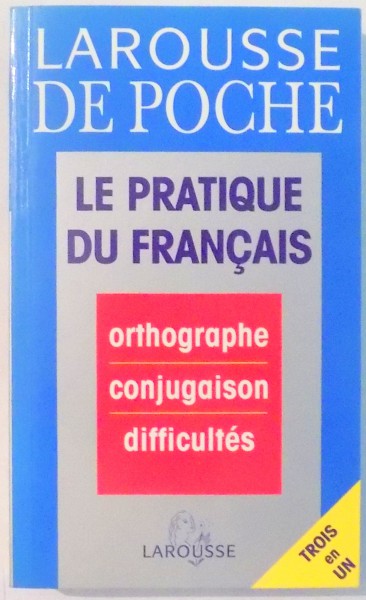 LAROUSSE
DE POCHE
LE PRATIQUE
DU FRANÇAIS
orthographe
conjugaison
difficultés
LAROUSSE
TROIS
en
UN